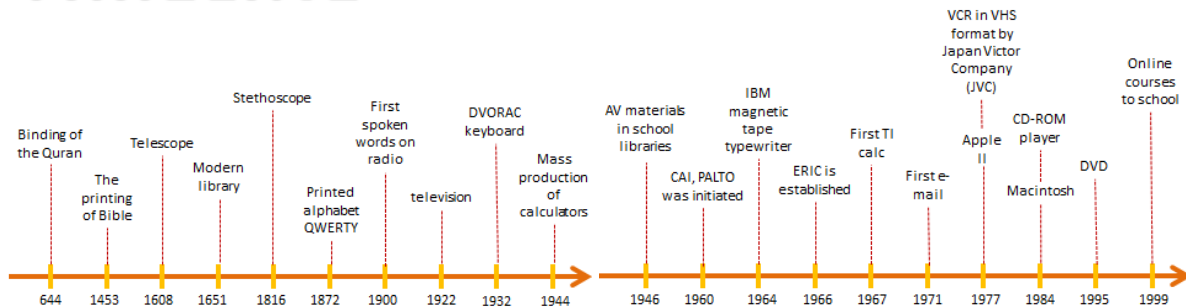 Binding of
the Quran
The
printing
of Bible
Telescope
Modern
library
Stethoscope
Printed
alphabet
QWERTY
First
spoken
words on
radio
television
DVORAC
keyboard
Mass
production
of
calculators
644
1453
1608
1651
1816
1872
1900
1922
1932
1944
AV materials
in school
libraries
CAI, PALTO
was initiated
IBM
magnetic
tape
typewriter
ERIC is
established
First TI
calc
First e-
mail
VCR in VHS
format by
Japan Victor
Company
(JVC)
Apple
II
CD-ROM
player
Macintosh
DVD
Online
courses
to school
1946
1960
1964
1966
1967
1971
1977
1984
1995
1999